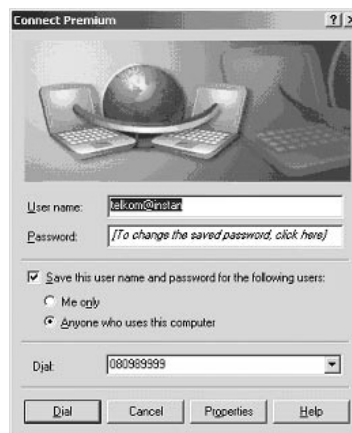 Connect Premium
User name: telkom@instan
Password: [To change the saved password, click here]
Save this user name and password for the following users:
Me only
Anyone who uses this computer
Dial: 080989999
Dial Cancel Properties Help